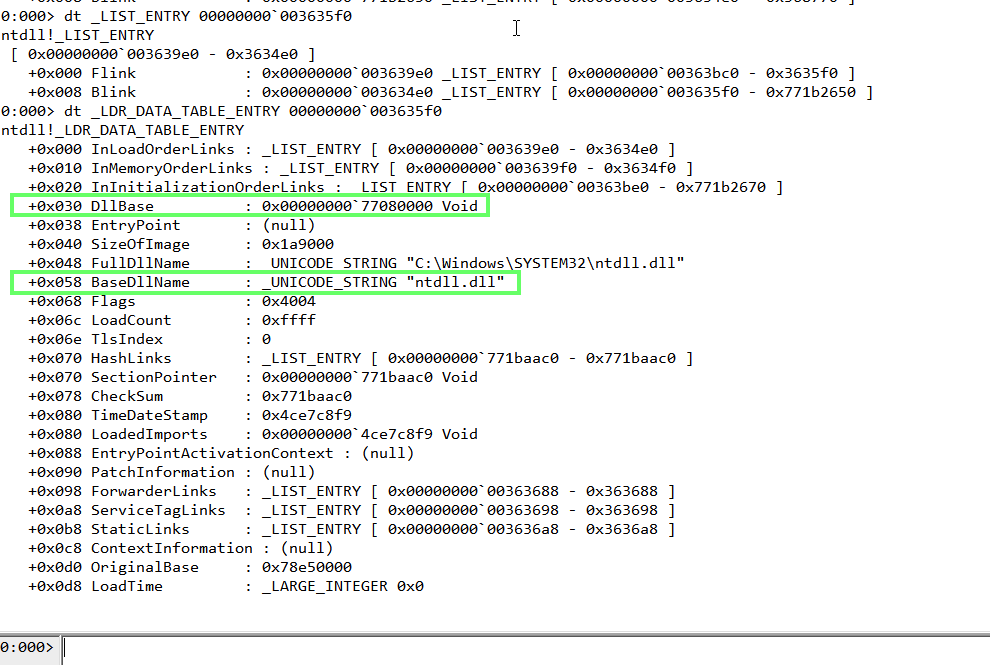 0:000> dt _LIST_ENTRY 00000000`003635f0
ntdll!_LIST_ENTRY
[ 0x00000000`003639e0 - 0x3634e0 ]
+0x000 Flink : 0x00000000`003639e0 _LIST_ENTRY [ 0x00000000`00363bc0 - 0x3635f0 ]
+0x008 Blink : 0x00000000`003634e0 _LIST_ENTRY [ 0x00000000`003635f0 - 0x771b2650 ]
0:000> dt _LDR_DATA_TABLE_ENTRY 00000000`003635f0
ntdll!_LDR_DATA_TABLE_ENTRY
+0x000 InLoadOrderLinks : _LIST_ENTRY [ 0x00000000`003639e0 - 0x3634e0 ]
+0x010 InMemoryOrderLinks : _LIST_ENTRY [ 0x00000000`003639f0 - 0x3634f0 ]
+0x020 InInitializationOrderLinks : _LIST_ENTRY [ 0x00000000`00363be0 - 0x771b2670 ]
+0x030 DllBase : 0x00000000`77080000 Void
+0x038 EntryPoint : (null)
+0x040 SizeOfImage : 0x1a9000
+0x048 FullDllName : _UNICODE_STRING "C:\Windows\SYSTEM32\ntdll.dll"
+0x058 BaseDllName : _UNICODE_STRING "ntdll.dll"
+0x068 Flags : 0x4004
+0x06c LoadCount : 0xffff
+0x06e TlsIndex : 0
+0x070 HashLinks : _LIST_ENTRY [ 0x00000000`771baac0 - 0x771baac0 ]
+0x070 SectionPointer : 0x00000000`771baac0 Void
+0x078 CheckSum : 0x771baac0
+0x080 TimeDateStamp : 0x4ce7c8f9
+0x080 LoadedImports : 0x00000000`4ce7c8f9 Void
+0x088 EntryPointActivationContext : (null)
+0x090 PatchInformation : (null)
+0x098 ForwarderLinks : _LIST_ENTRY [ 0x00000000`00363688 - 0x363688 ]
+0x0a8 ServiceTagLinks : _LIST_ENTRY [ 0x00000000`00363698 - 0x363698 ]
+0x0b8 StaticLinks : _LIST_ENTRY [ 0x00000000`003636a8 - 0x3636a8 ]
+0x0c8 ContextInformation : (null)
+0x0d0 OriginalBase : 0x78e50000
+0x0d8 LoadTime : _LARGE_INTEGER 0x0
0:000>